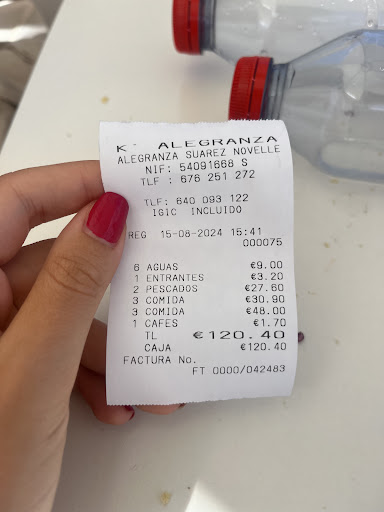 K· ALEGRANZA
ALEGRANZA SUAREZ NOVELLE
NIF: 54091668 S
TLF : 676 251 272
TLF: 640 093 122
IGIC INCLUIDO
REG 15-08-2024 15:41
000075
6 AGUAS €9.00
1 ENTRANTES €3.20
2 PESCADOS €27.60
3 COMIDA €30.90
3 COMIDA €48.00
1 CAFES €1.70
TL €120.40
CAJA €120.40
FACTURA No.
FT 0000/042483